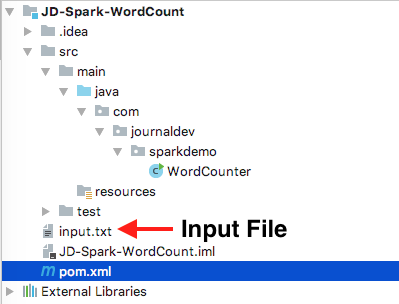 JD-Spark-WordCount
.idea
src
main
java
com
journaldev
sparkdemo
WordCounter
resources
test
input.txt Input File
JD-Spark-WordCount.iml
pom.xml
External Libraries